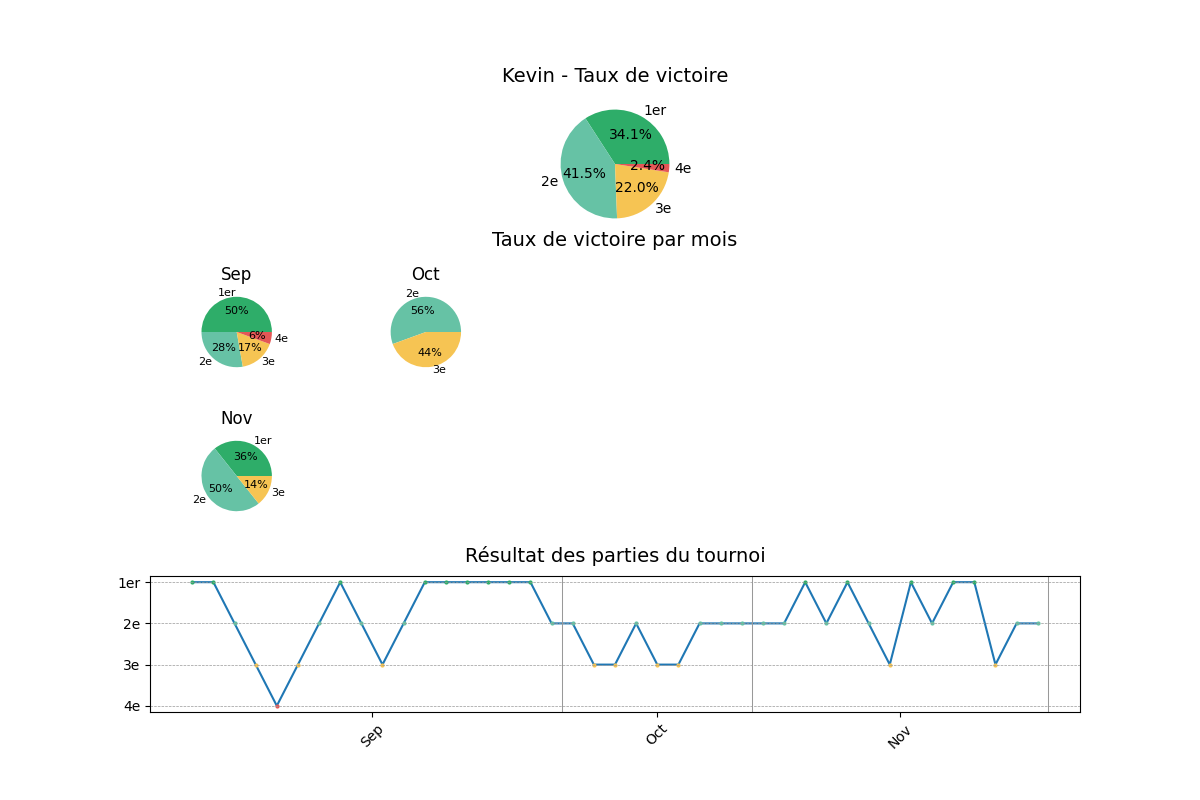 Kevin - Taux de victoire
1er
34.1%
2.4%
4e
2e
41.5%
22.0%
3e
Taux de victoire par mois
Sep
Oct
1er
50%
6%
4e
28%
17%
2e
3e
2e
56%
44%
3e
Nov
1er
36%
50%
14%
2e
3e
Résultat des parties du tournoi
1er
2e
3e
4e
Sep
Oct
Nov